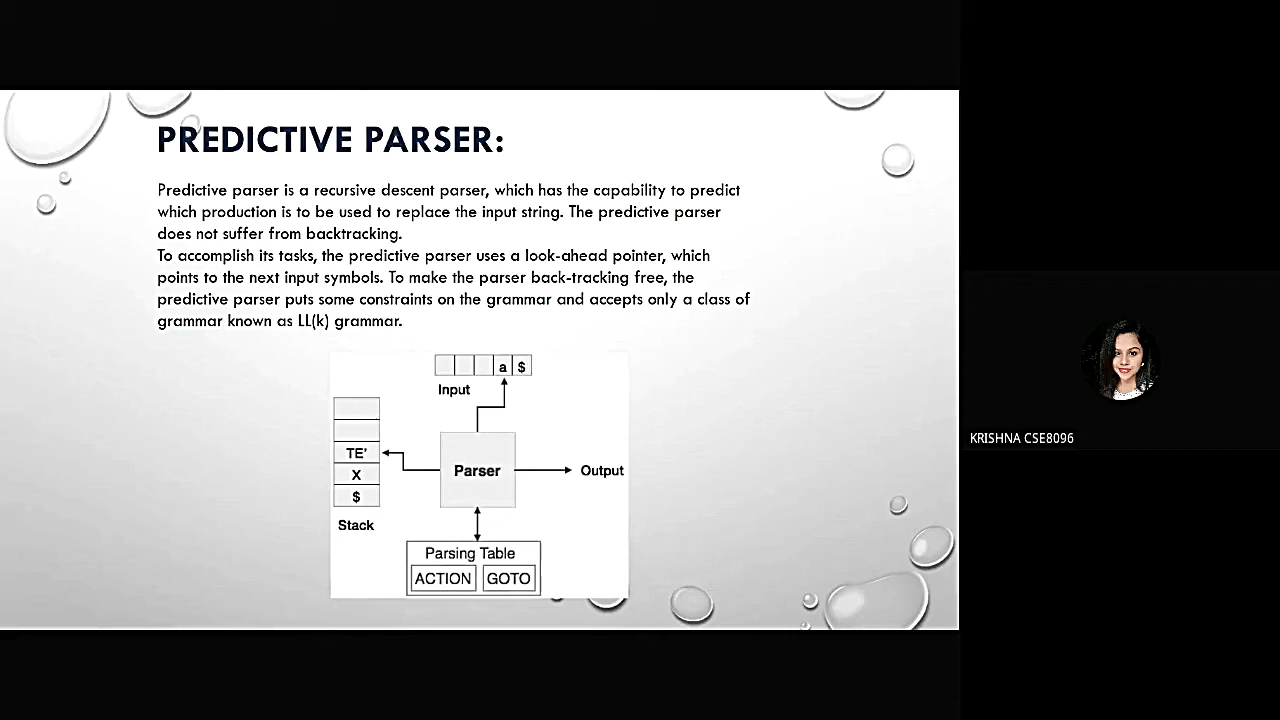 PREDICTIVE PARSER:
Predictive parser is a recursive descent parser, which has the capability to predict
which production is to be used to replace the input string. The predictive parser
does not suffer from backtracking.
To accomplish its tasks, the predictive parser uses a look-ahead pointer, which
points to the next input symbols. To make the parser back-tracking free, the
predictive parser puts some constraints on the grammar and accepts only a class of
grammar known as LL(k) grammar.
a $
Input
TE'
X
$
Stack
Parser
Output
Parsing Table
ACTION GOTO
KRISHNA CSE8096